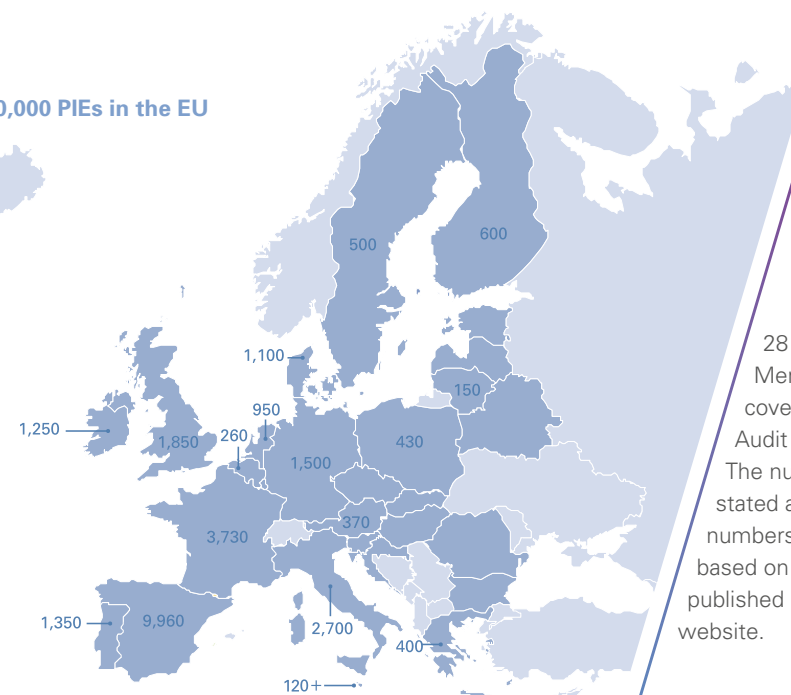 0,000 PIEs in the EU
500
600
1,100
150
950
1,250
1,850
260
430
1,500
370
3,730
1,350
9,960
2,700
400
120+
28
Mer
cove
Audit
The nu
stated a
numbers
based on
published
website.